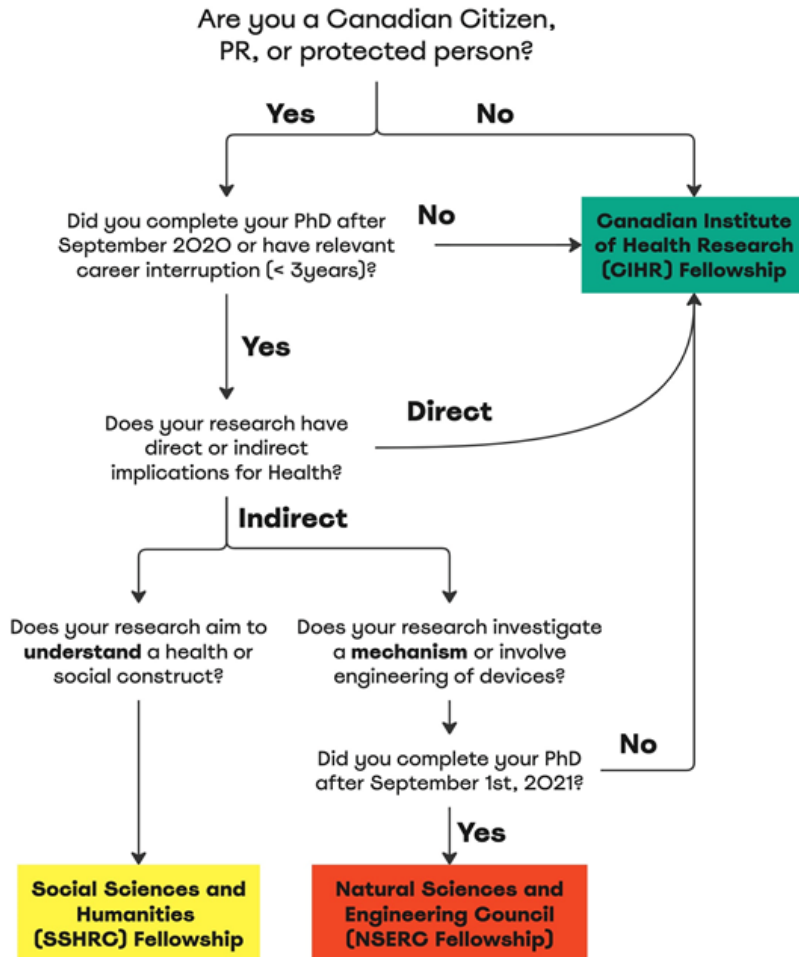 Are you a Canadian Citizen,
PR, or protected person?
Yes
No
Did you complete your PhD after
September 2020 or have relevant
career interruption (< 3years)?
No
Canadian Institute
of Health Research
(CIHR) Fellowship
Yes
Does your research have
direct or indirect
implications for Health?
Direct
Indirect
Does your research aim to
understand a health or
social construct?
Does your research investigate
a mechanism or involve
engineering of devices?
Did you complete your PhD
after September 1st, 2021?
No
Yes
Social Sciences and
Humanities
(SSHRC) Fellowship
Natural Sciences and
Engineering Council
(NSERC Fellowship)